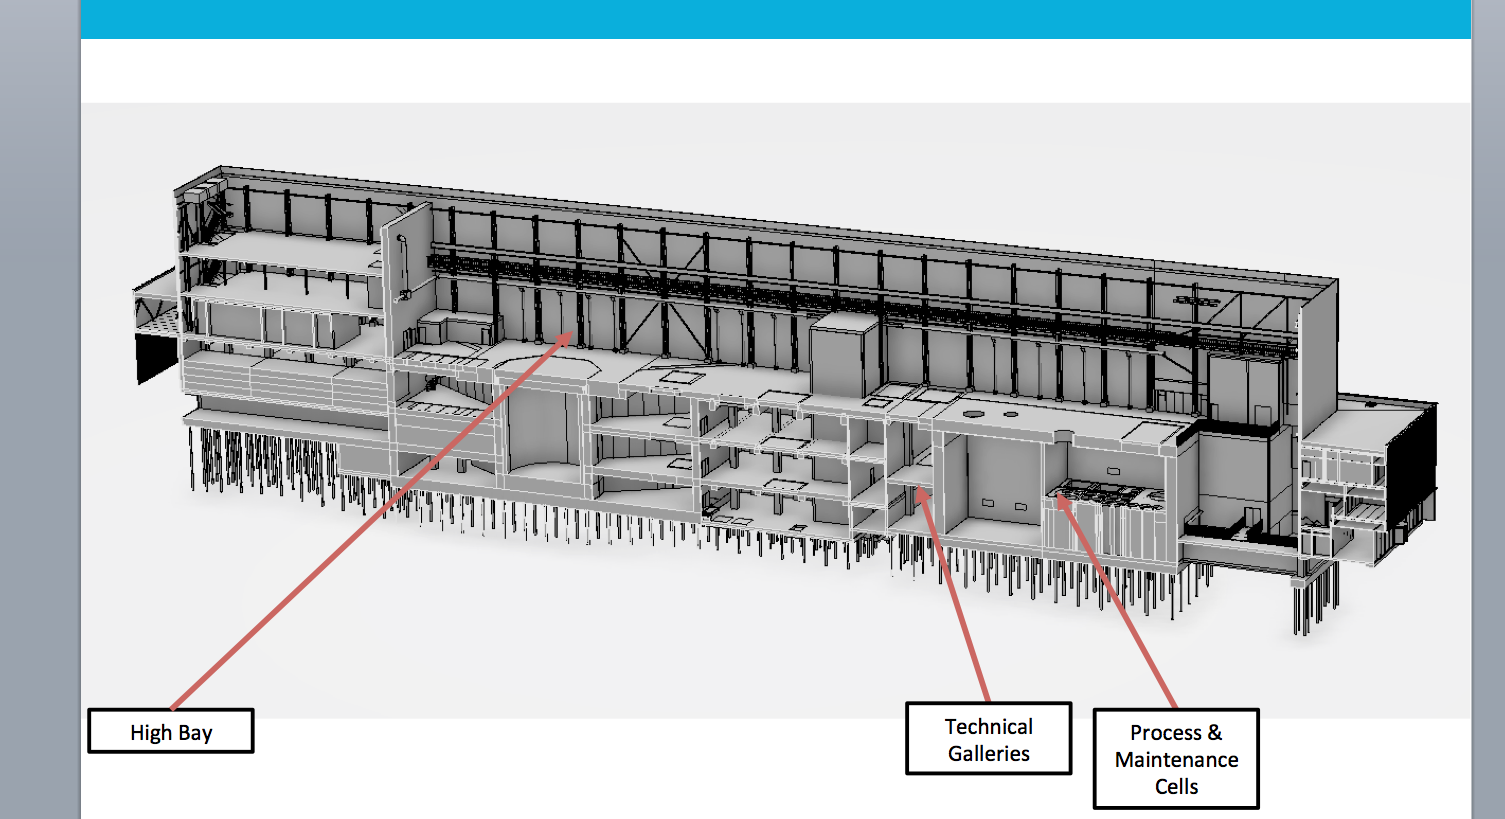 High Bay
Technical
Galleries
Process &
Maintenance
Cells